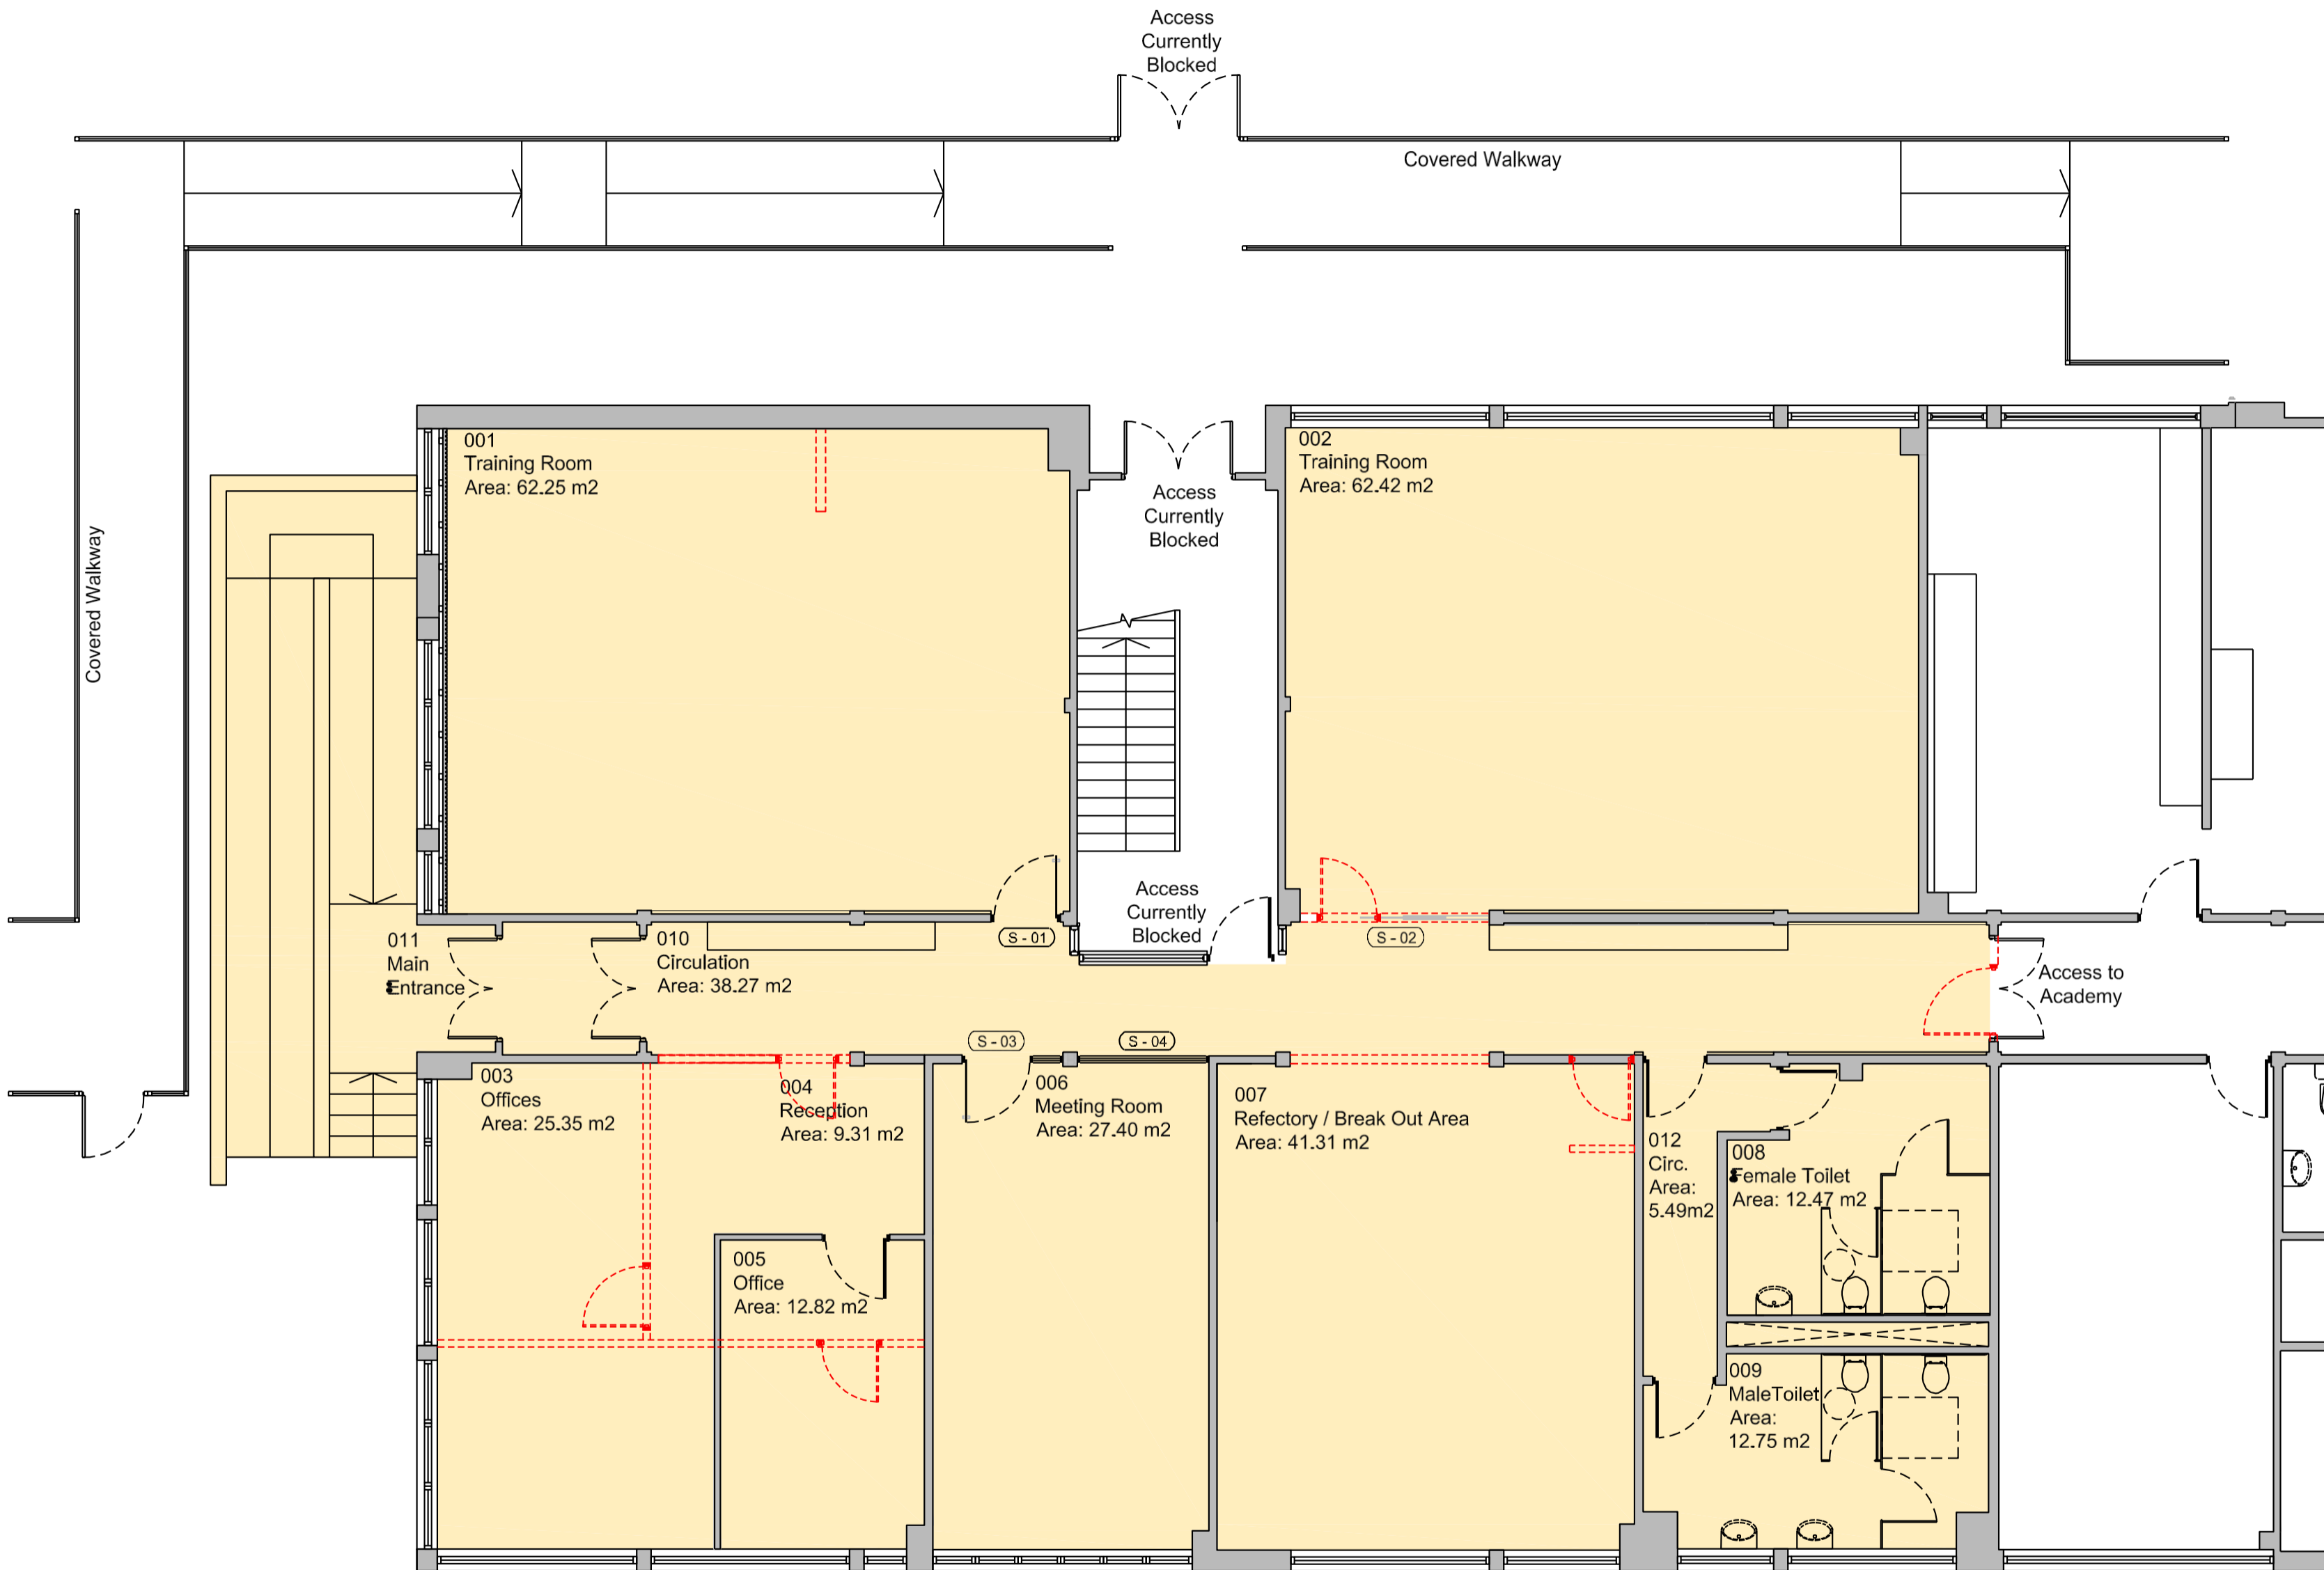 Access
Currently
Blocked
Covered Walkway
Covered Walkway
001
Training Room
Area: 62.25 m2
Access
Currently
Blocked
002
Training Room
Area: 62.42 m2
Access
Currently
Blocked
011
Main
Entrance
010
Circulation
Area: 38.27 m2
S - 01
S - 02
Access to
Academy
S - 03
S - 04
003
Offices
Area: 25.35 m2
004
Reception
Area: 9.31 m2
006
Meeting Room
Area: 27.40 m2
007
Refectory / Break Out Area
Area: 41.31 m2
012
Circ.
Area:
5.49m2
008
Female Toilet
Area: 12.47 m2
005
Office
Area: 12.82 m2
009
MaleToilet
Area:
12.75 m2